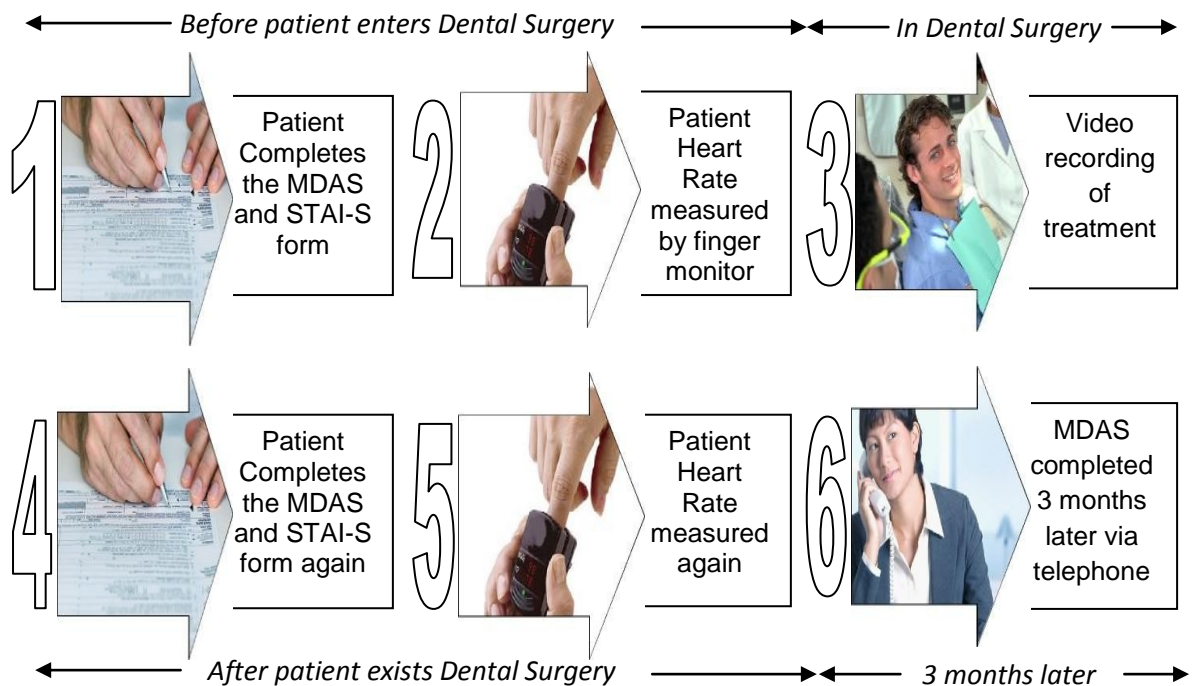 Before patient enters Dental Surgery
In Dental Surgery
1
Patient
Completes
the MDAS
and STAI-S
form
2
Patient
Heart
Rate
measured
by finger
monitor
3
Video
recording
of
treatment
4
Patient
Completes
the MDAS
and STAI-S
form again
5
Patient
Heart
Rate
measured
again
6
MDAS
completed
3 months
later via
telephone
After patient exists Dental Surgery
3 months later